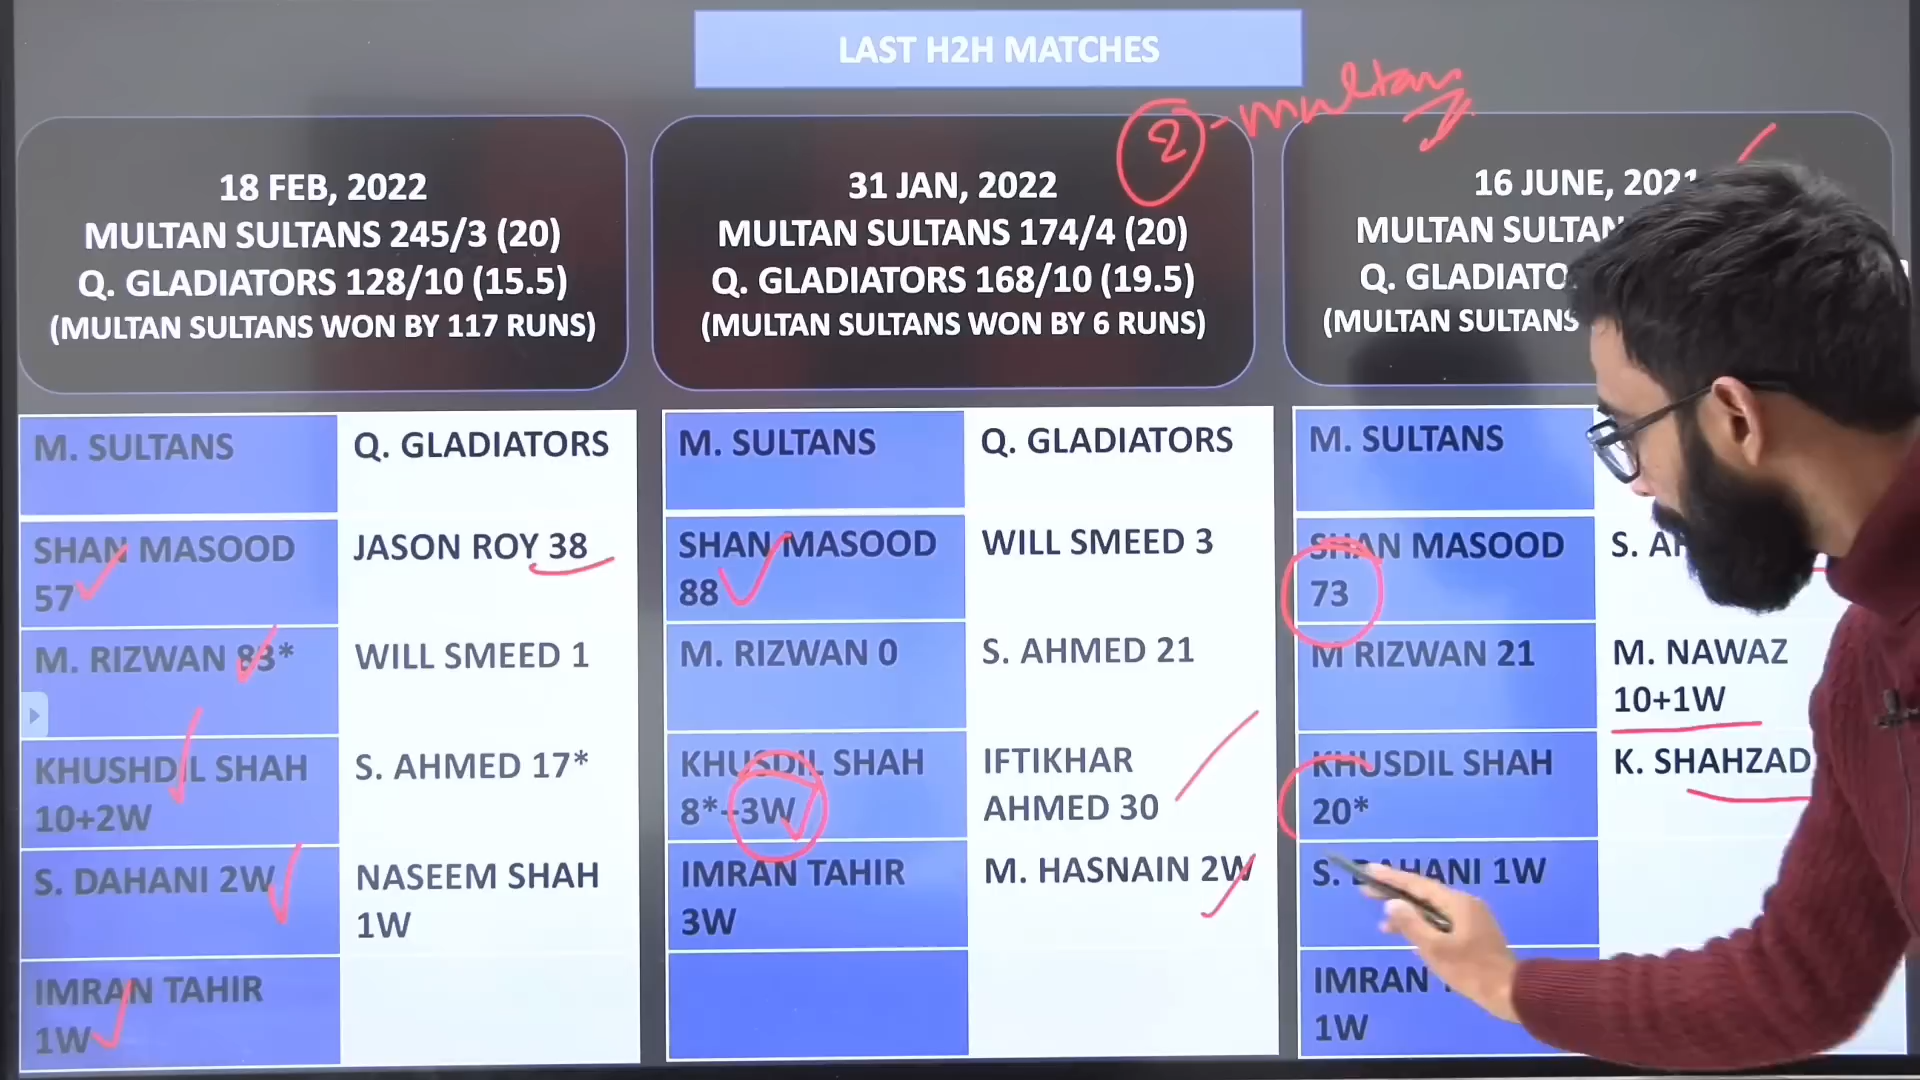 LAST H2H MATCHES
2 - multan
18 FEB, 2022
MULTAN SULTANS 245/3 (20)
Q. GLADIATORS 128/10 (15.5)
(MULTAN SULTANS WON BY 117 RUNS)
31 JAN, 2022
MULTAN SULTANS 174/4 (20)
Q. GLADIATORS 168/10 (19.5)
(MULTAN SULTANS WON BY 6 RUNS)
16 JUNE, 2021
MULTAN
Q.
(MULTAN SULTANS
M. SULTANS
Q. GLADIATORS
SHAN MASOOD
57
JASON ROY 38
M. RIZWAN 83*
WILL SMEED 1
KHUSHDIL SHAH
10+2W
S. AHMED 17*
S. DAHANI 2W
NASEEM SHAH
1W
IMRAN TAHIR
1W
M. SULTANS
Q. GLADIATORS
SHAN MASOOD
88
WILL SMEED 3
M. RIZWAN 0
S. AHMED 21
KHUSDIL SHAH
8*+3W
IFTIKHAR
AHMED 30
IMRAN TAHIR
3W
M. HASNAIN 2W
M. SULTANS
SHAN MASOOD
73
S.
M RIZWAN 21
M. NAWAZ
10+1W
KHUSDIL SHAH
20*
K. SHAHZAD
S. DAHANI 1W
IMRAN
1W